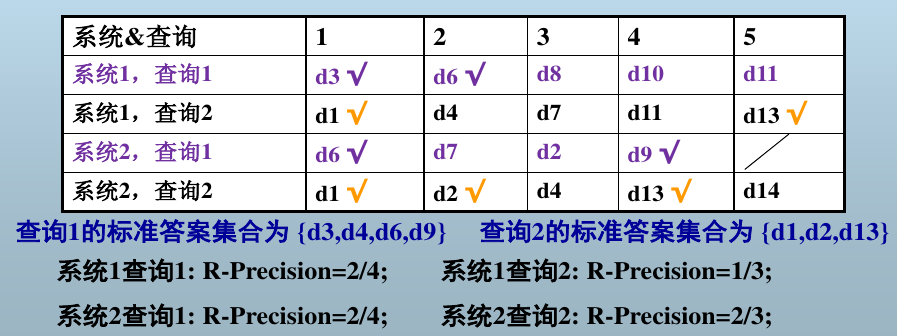 系统&查询 1 2 3 4 5
系统1，查询1 d3 √ d6 √ d8 d10 d11
系统1，查询2 d1 √ d4 d7 d11 d13 √
系统2，查询1 d6 √ d7 d2 d9 √
系统2，查询2 d1 √ d2 √ d4 d13 √ d14
查询1的标准答案集合为 {d3,d4,d6,d9} 查询2的标准答案集合为 {d1,d2,d13}
系统1查询1: R-Precision=2/4; 系统1查询2: R-Precision=1/3;
系统2查询1: R-Precision=2/4; 系统2查询2: R-Precision=2/3;